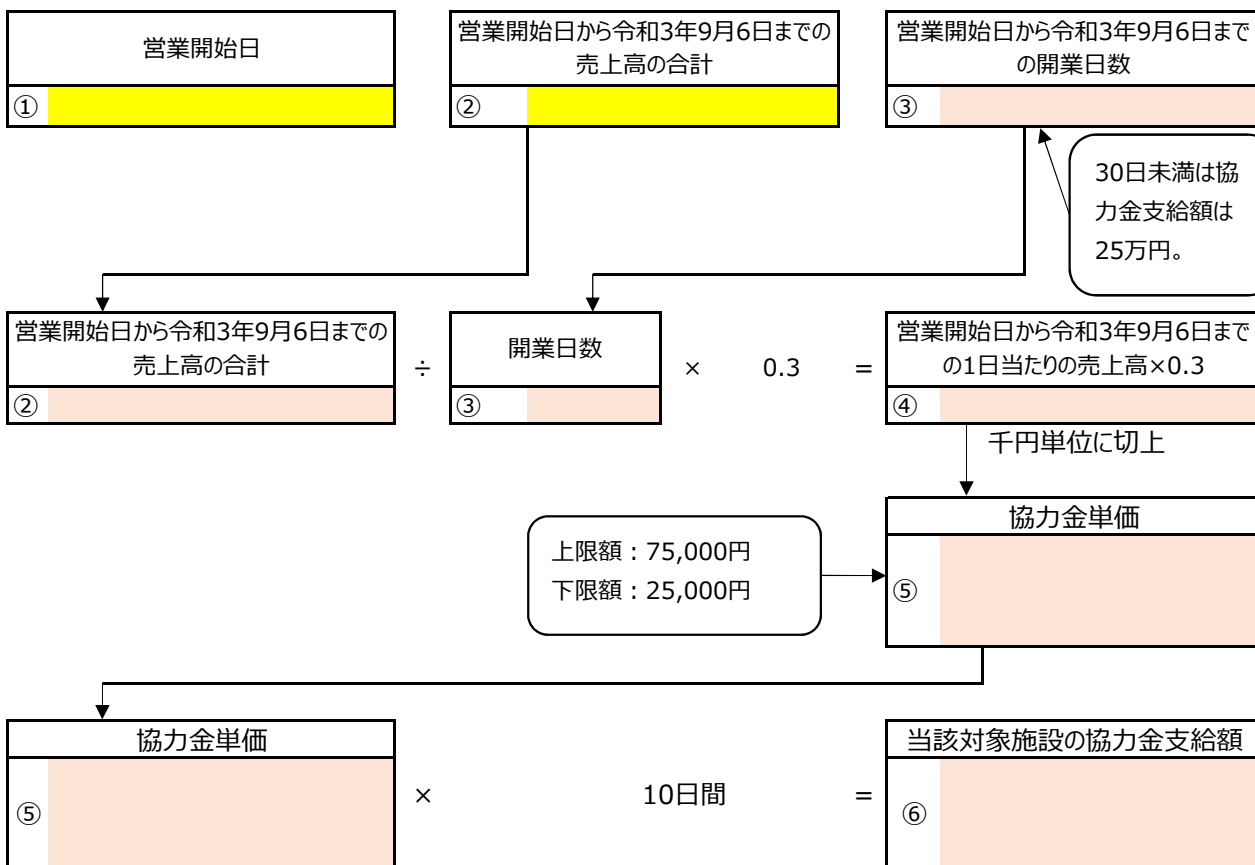 営業開始日
営業開始日から令和3年9月6日までの
売上高の合計
営業開始日から令和3年9月6日まで
の開業日数
①
②
③
30日未満は協
力金支給額は
25万円。
営業開始日から令和3年9月6日までの
売上高の合計
÷
開業日数
× 0.3 =
営業開始日から令和3年9月6日まで
の1日当たりの売上高×0.3
②
③
④
千円単位に切上
協力金単価
上限額：75,000円
下限額：25,000円
⑤
協力金単価
当該対象施設の協力金支給額
⑤
× 10日間 =
⑥